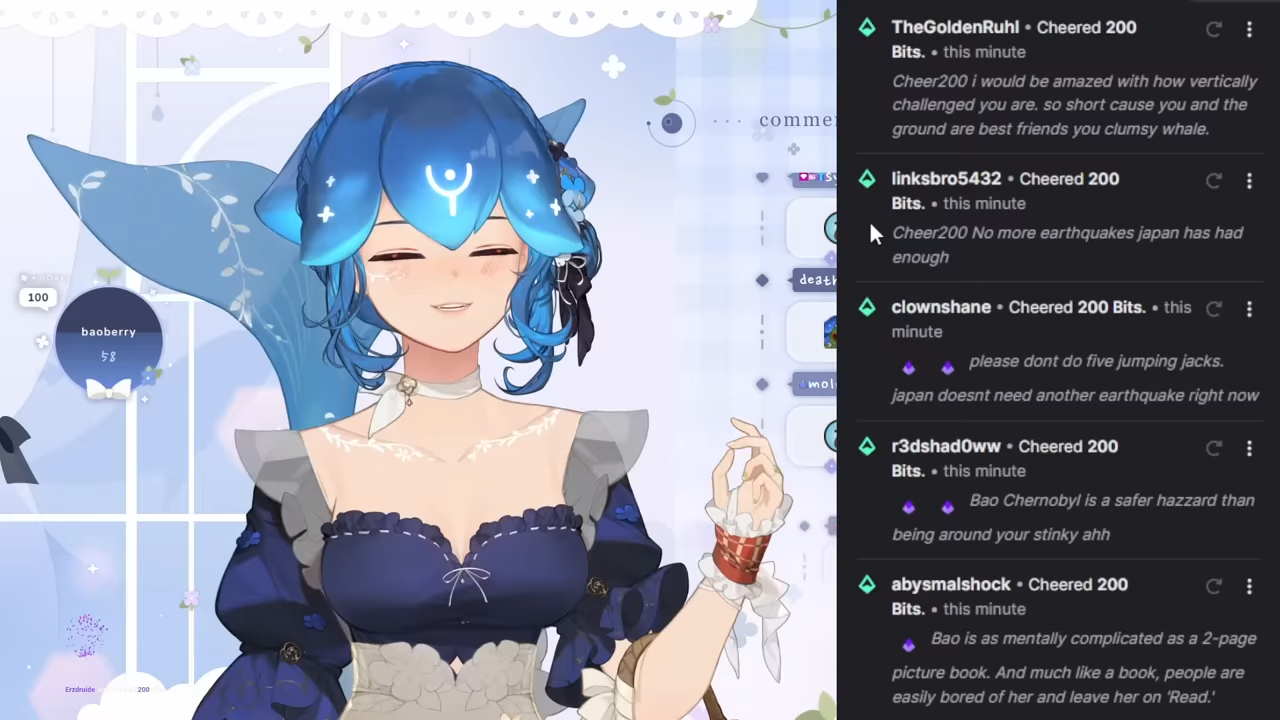 100
baoberry
58
Erzdruide
200
comme
death
TheGoldenRuhl • Cheered 200
Bits. • this minute
Cheer200 i would be amazed with how vertically
challenged you are. so short cause you and the
ground are best friends you clumsy whale.
linksbro5432 • Cheered 200
Bits. • this minute
Cheer200 No more earthquakes japan has had
enough
clownshane • Cheered 200 Bits. • this
minute
please dont do five jumping jacks.
japan doesnt need another earthquake right now
r3dshad0ww • Cheered 200
Bits. • this minute
Bao Chernobyl is a safer hazzard than
being around your stinky ahh
abysmalshock • Cheered 200
Bits. • this minute
Bao is as mentally complicated as a 2-page
picture book. And much like a book, people are
easily bored of her and leave her on 'Read.'